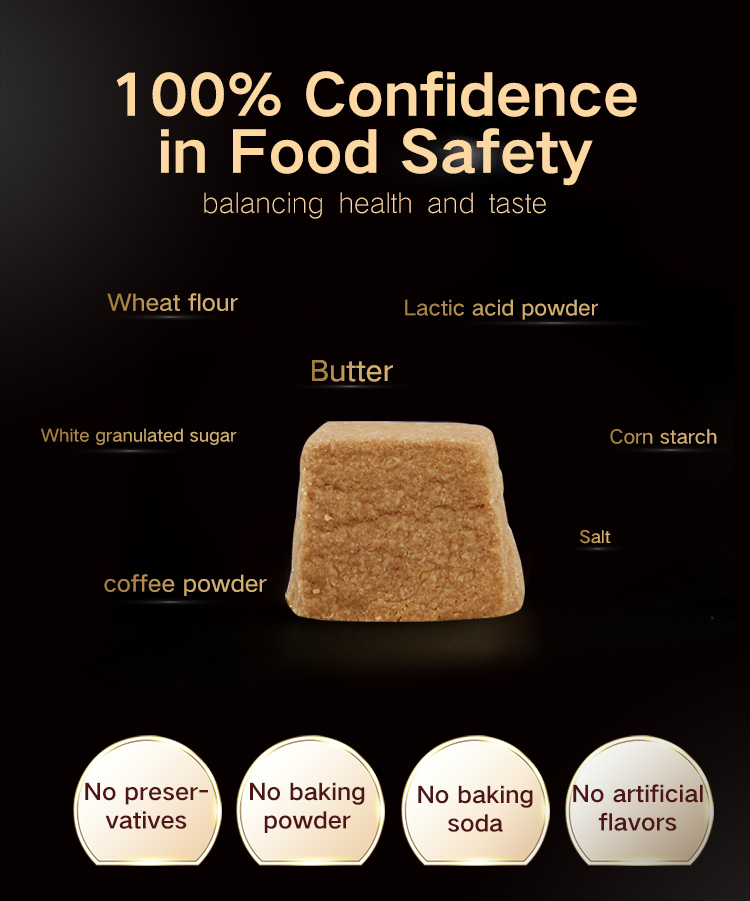 100% Confidence
in Food Safety
balancing health and taste
Wheat flour
Lactic acid powder
Butter
White granulated sugar
Corn starch
Salt
coffee powder
No preser-
vatives
No baking
powder
No baking
soda
No artificial
flavors